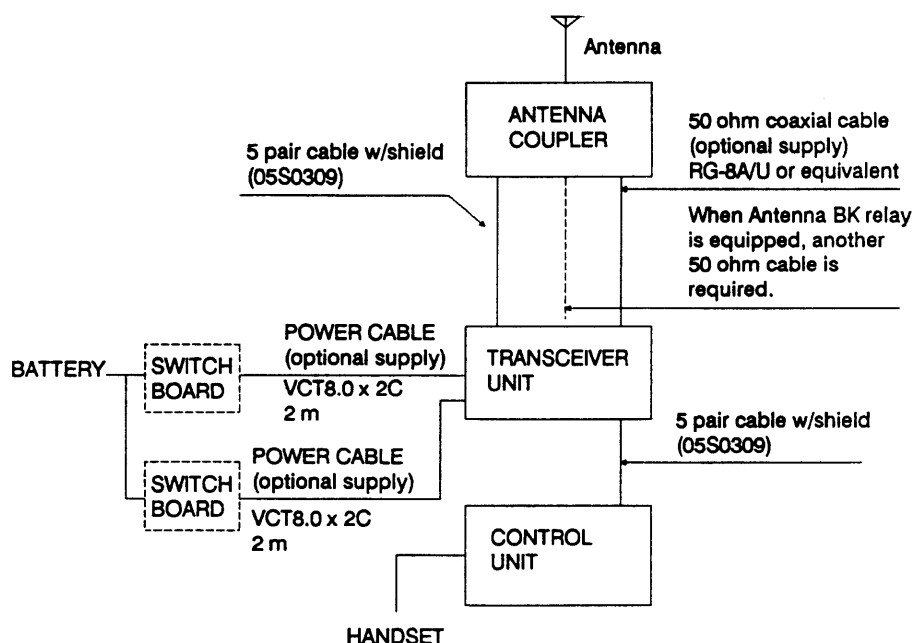 Antenna
ANTENNA
COUPLER
5 pair cable w/shield
(05S0309)
50 ohm coaxial cable
(optional supply)
RG-8A/U or equivalent
When Antenna BK relay
is equipped, another
50 ohm cable is
required.
POWER CABLE
(optional supply)
VCT8.0 x 2C
2 m
TRANSCEIVER
UNIT
BATTERY
SWITCH
BOARD
5 pair cable w/shield
(05S0309)
POWER CABLE
(optional supply)
VCT8.0 x 2C
2 m
SWITCH
BOARD
CONTROL
UNIT
HANDSET